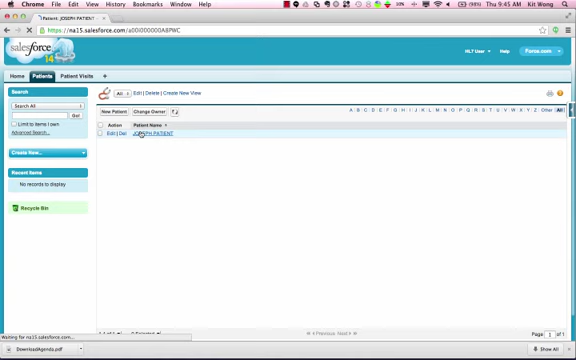 Chrome File Edit View History Bookmarks Window Help
10%
Fri 9:45 AM Kit Wong
Patient: JOSEPH PATIENT
https://na15.salesforce.com
salesforce
14
HL7 User Help Force.com
Home Patients Patient Visits +
Search
Search All
Go!
Limit to items I own
Advanced Search...
Create New...
Recent Items
No records to display
Recycle Bin
All Edit | Delete | Create New View
New Patient Change Owner
A B C D E F G H I J K L M N O P Q R S T U V W X Y Z Other All
Action Patient Name
Edit | Del JOSEPH PATIENT
Previous Next
Page 1 of 1
Waiting for na15.salesforce.com...
DownloadAgenda.pdf
Show All